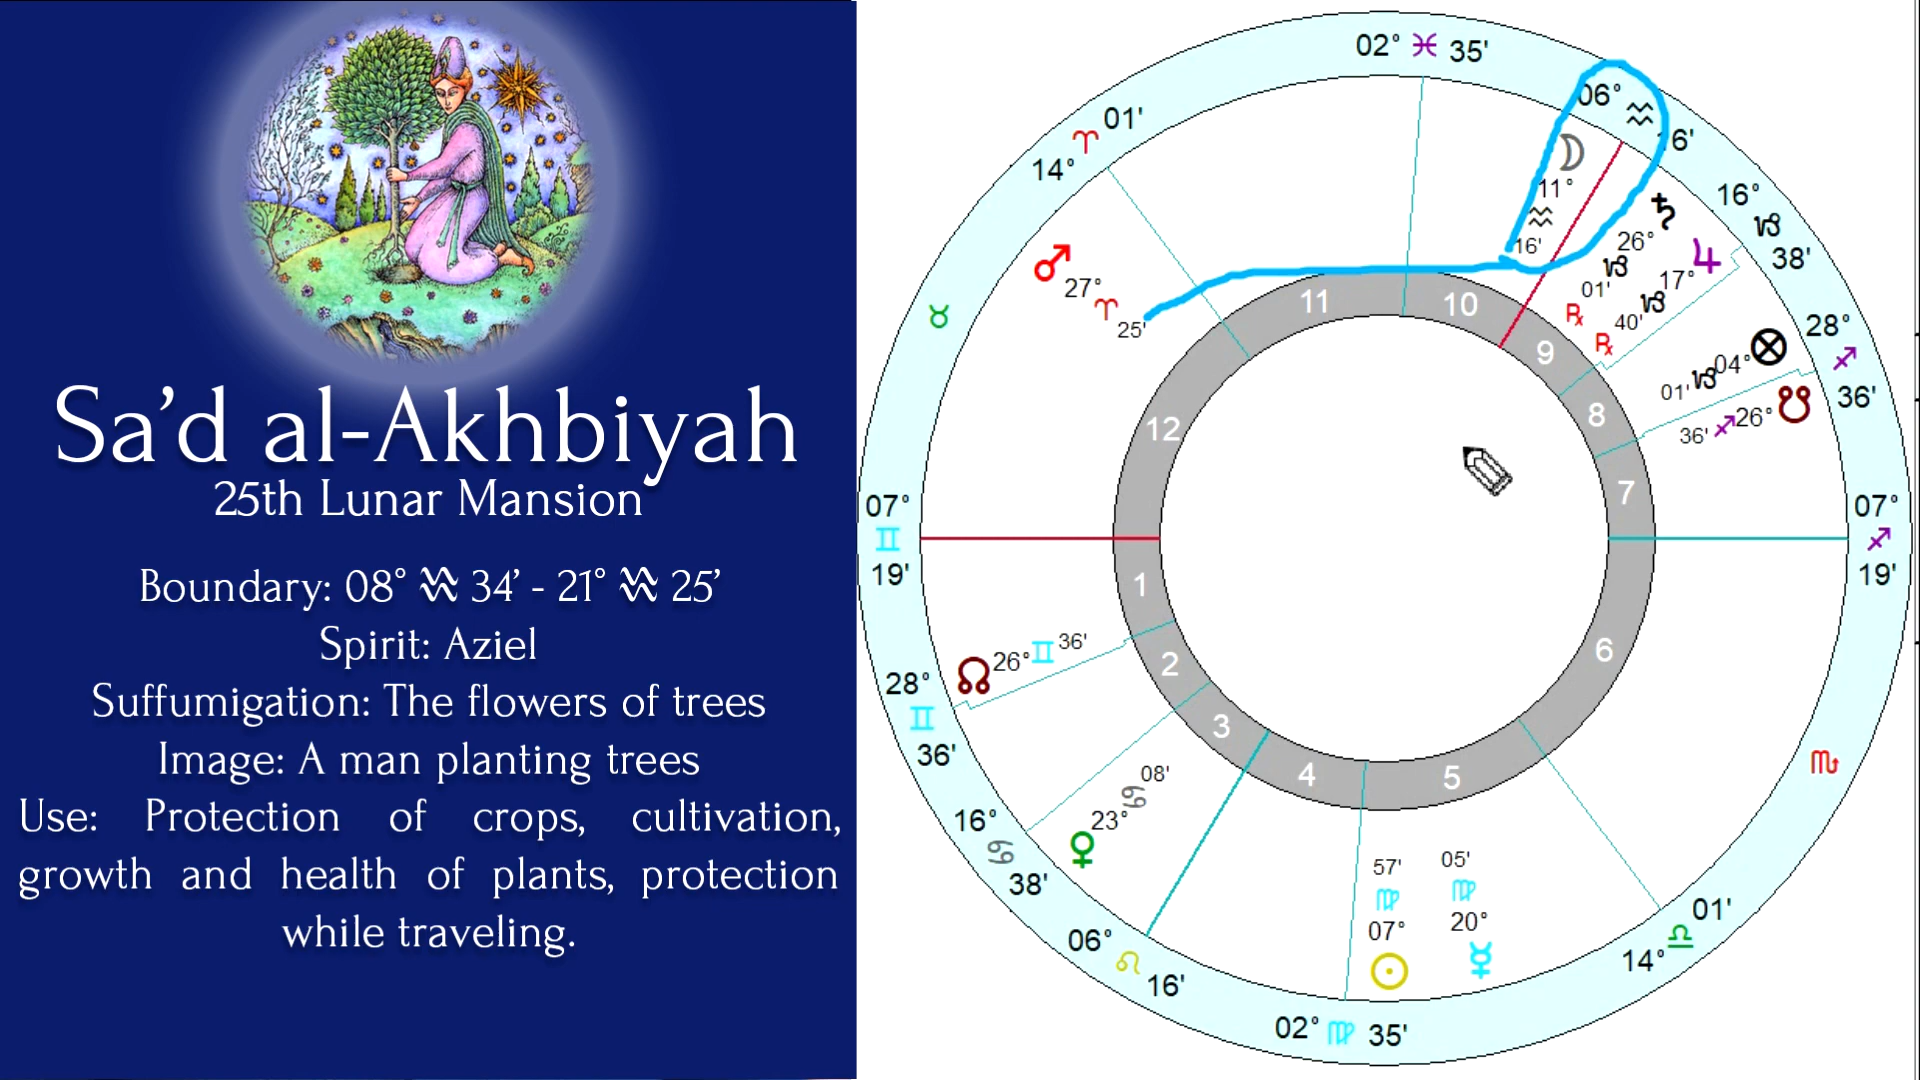 Sa’d al-Akhbiyah
25th Lunar Mansion
Boundary: 08° ♒ 34’ - 21° ♒ 25’
Spirit: Aziel
Suffumigation: The flowers of trees
Image: A man planting trees
Use: Protection of crops, cultivation,
growth and health of plants, protection
while traveling.
02° ♓ 35'
06° ♒ 16'
16° ♑ 38'
28° ♐ 36'
07° ♐ 19'
♏
14° ♎ 01'
02° ♍ 35'
06° ♌ 16'
16° ♋ 38'
28° ♊ 36'
07° ♊ 19'
♉
14° ♈ 01'
☽ 11° ♒ 16'
♄ 26° ♑ 01' ℞
♃ 17° ♑ 40' ℞
⊗ 04° ♑ 01'
☋ 26° ♐ 36'
♂ 27° ♈ 25'
☊ 26° ♊ 36'
♀ 23° ♋ 08'
☉ 07° ♍ 57'
☿ 20° ♍ 05'
1
2
3
4
5
6
7
8
9
10
11
12